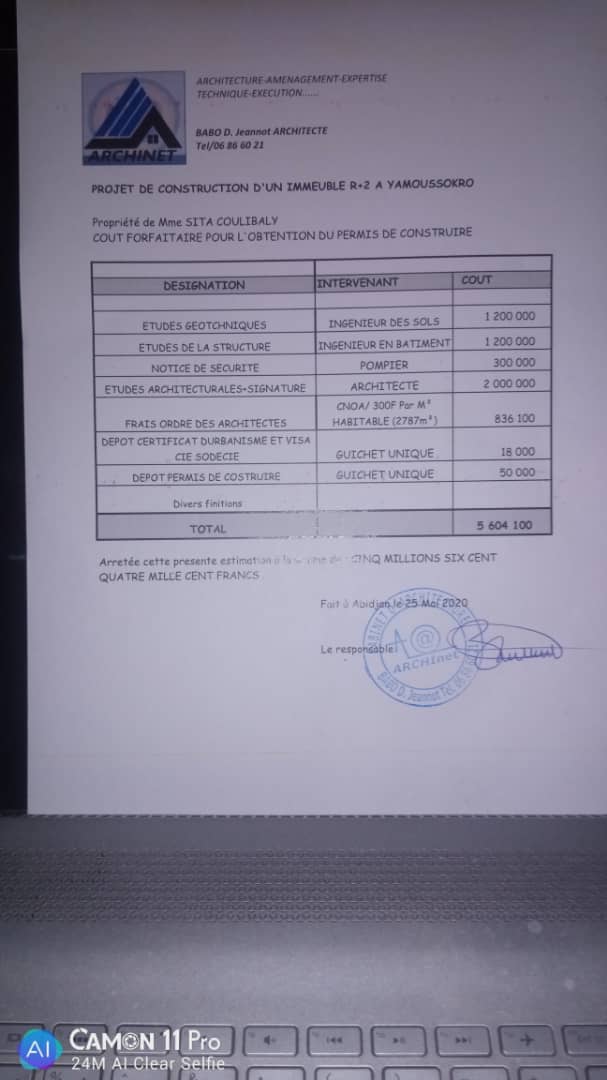 ARCHITECTURE-AMENAGEMENT-EXPERTISE
TECHNIQUE-EXECUTION......
BABO D. Jeannot ARCHITECTE
Tel/06 86 60 21
ARCHINET
PROJET DE CONSTRUCTION D'UN IMMEUBLE R+2 A YAMOUSSOKRO
Propriété de Mme SITA COULIBALY
COUT FORFAITAIRE POUR L'OBTENTION DU PERMIS DE CONSTRUIRE
DESIGNATION INTERVENANT COUT
ETUDES GEOTCHNIQUES INGENIEUR DES SOLS 1 200 000
ETUDES DE LA STRUCTURE INGENIEUR EN BATIMENT 1 200 000
NOTICE DE SECURITE POMPIER 300 000
ETUDES ARCHITECTURALES+SIGNATURE ARCHITECTE 2 000 000
FRAIS ORDRE DES ARCHITECTES CNOA/ 300F Par M² HABITABLE (2787m²) 836 100
DEPOT CERTIFICAT DURBANISME ET VISA
CIE SODECIE GUICHET UNIQUE 18 000
DEPOT PERMIS DE COSTRUIRE GUICHET UNIQUE 50 000
Divers finitions
TOTAL 5 604 100
Arretée cette presente estimation à la de CINQ MILLIONS SIX CENT
QUATRE MILLE CENT FRANCS
Fait à Abidjan le 25 Mai 2020
Le responsable
CABINET D'ARCHITECTURE
@
ARCHInet
BABO D. Jeannot Tel.
AI CAMON 11 Pro
24M AI Clear Selfie